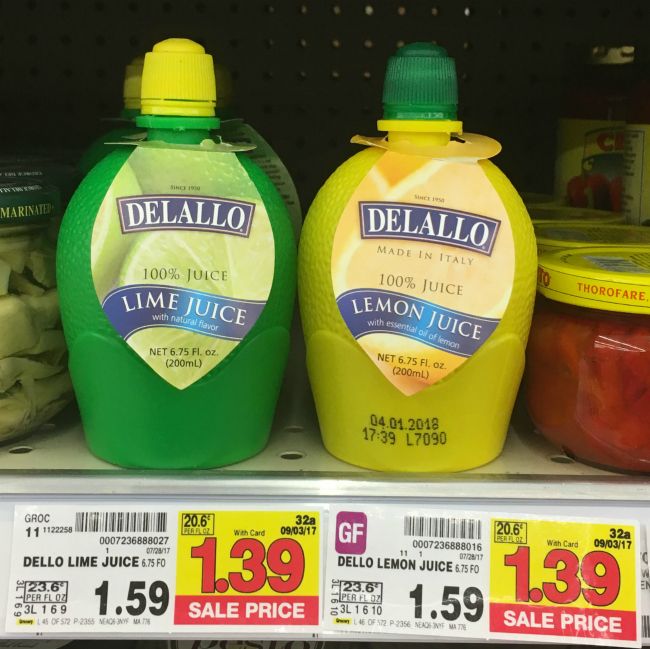 MARINATED
SINCE 1950
DELALLO
100% JUICE
LIME JUICE
with natural flavor
NET 6.75 Fl. oz.
(200mL)
SINCE 1950
DELALLO
MADE IN ITALY
100% JUICE
LEMON JUICE
with essential oil of lemon
NET 6.75 Fl. oz.
(200mL)
04.01.2018
17:39 L7090
THOROFARE,
GROC
11 1122258
0007236888027
1 07/28/17
DELLO LIME JUICE 6.75 FO
23.6¢
PER FL OZ
3L 1 6 9
1.59
20.6¢
PER FL OZ
With Card
32a
09/03/17
1.39
SALE PRICE
GF
0007236888016
11 1 07/28/17
DELLO LEMON JUICE 6.75 FO
23.6¢
PER FL OZ
3L 1 6 10
1.59
20.6¢
PER FL OZ
With Card
32a
09/03/17
1.39
SALE PRICE